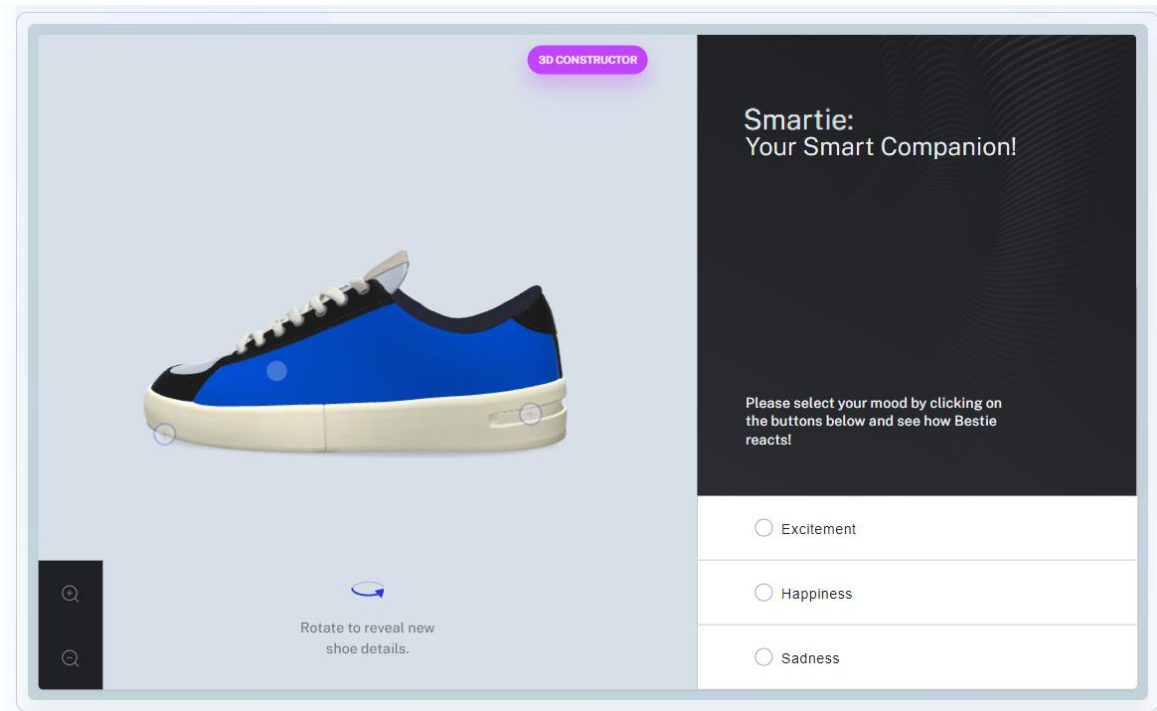 3D CONSTRUCTOR
Smartie:
Your Smart Companion!
Please select your mood by clicking on
the buttons below and see how Bestie
reacts!
Excitement
Happiness
Sadness
Rotate to reveal new
shoe details.